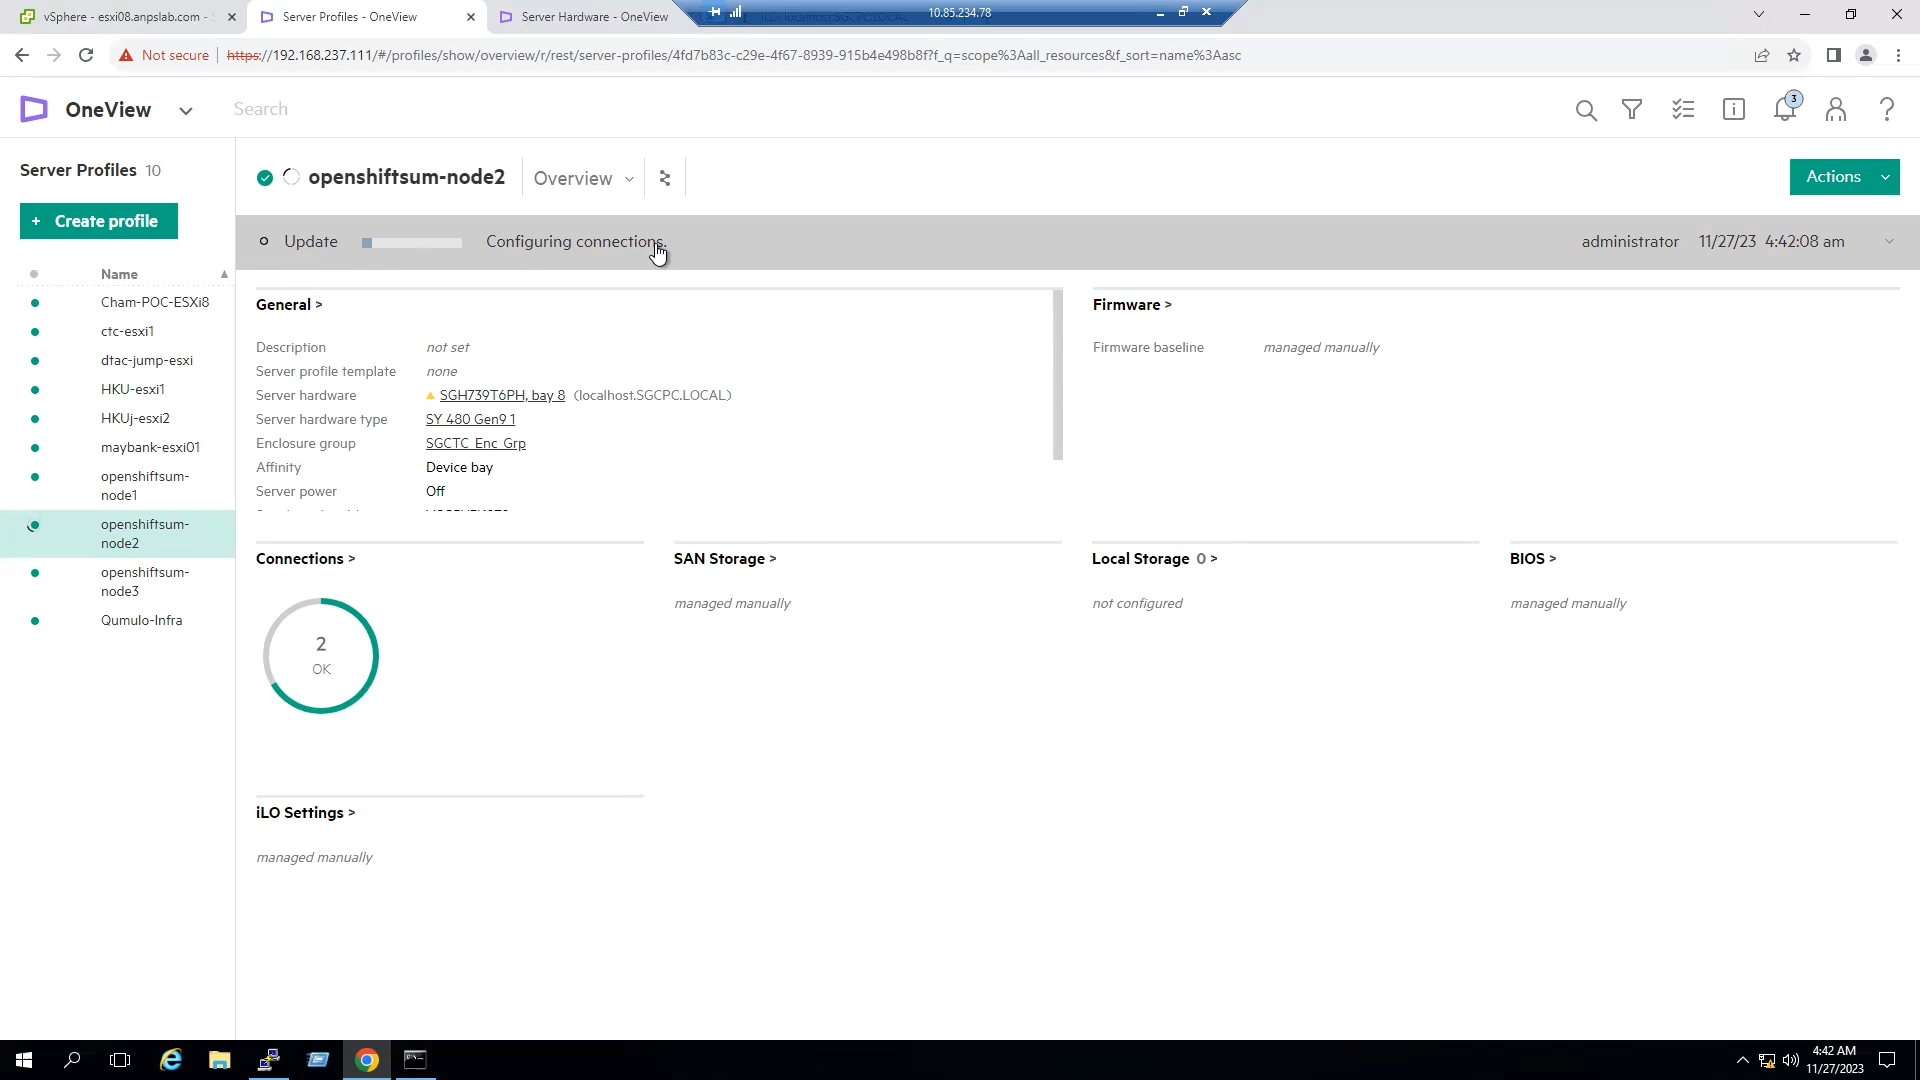 vSphere - esxi08.anpslab.com -
Server Profiles - OneView
Server Hardware - OneView
10.85.234.78
Not secure
https://192.168.237.111/#/profiles/show/overview/r/rest/server-profiles/4fd7b83c-c29e-4f67-8939-915b4e498b8f?f_q=scope%3Aall_resources&f_sort=name%3Aasc
OneView
Search
3
Server Profiles 10
+ Create profile
Name
Cham-POC-ESXi8
ctc-esxi1
dtac-jump-esxi
HKU-esxi1
HKUj-esxi2
maybank-esxi01
openshiftsum-
node1
openshiftsum-
node2
openshiftsum-
node3
Qumulo-Infra
openshiftsum-node2
Overview
Actions
Update
Configuring connections.
administrator 11/27/23 4:42:08 am
General >
Description not set
Server profile template none
Server hardware SGH739T6PH, bay 8 (localhost.SGCPC.LOCAL)
Server hardware type SY 480 Gen9 1
Enclosure group SGCTC_Enc_Grp
Affinity Device bay
Server power Off
Firmware >
Firmware baseline managed manually
Connections >
2
OK
SAN Storage >
managed manually
Local Storage 0 >
not configured
BIOS >
managed manually
iLO Settings >
managed manually
4:42 AM
11/27/2023